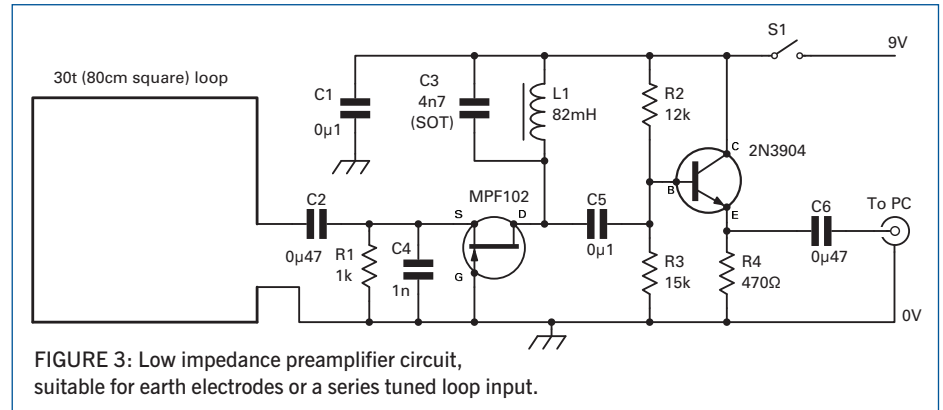 S1
9V
30t (80cm square) loop
C1
0µ1
C3
4n7
(SOT)
L1
82mH
R2
12k
C
2N3904
B
E
MPF102
S
D
G
C2
0µ47
R1
1k
C4
1n
C5
0µ1
R3
15k
R4
470Ω
C6
0µ47
To PC
0V
FIGURE 3: Low impedance preamplifier circuit,
suitable for earth electrodes or a series tuned loop input.